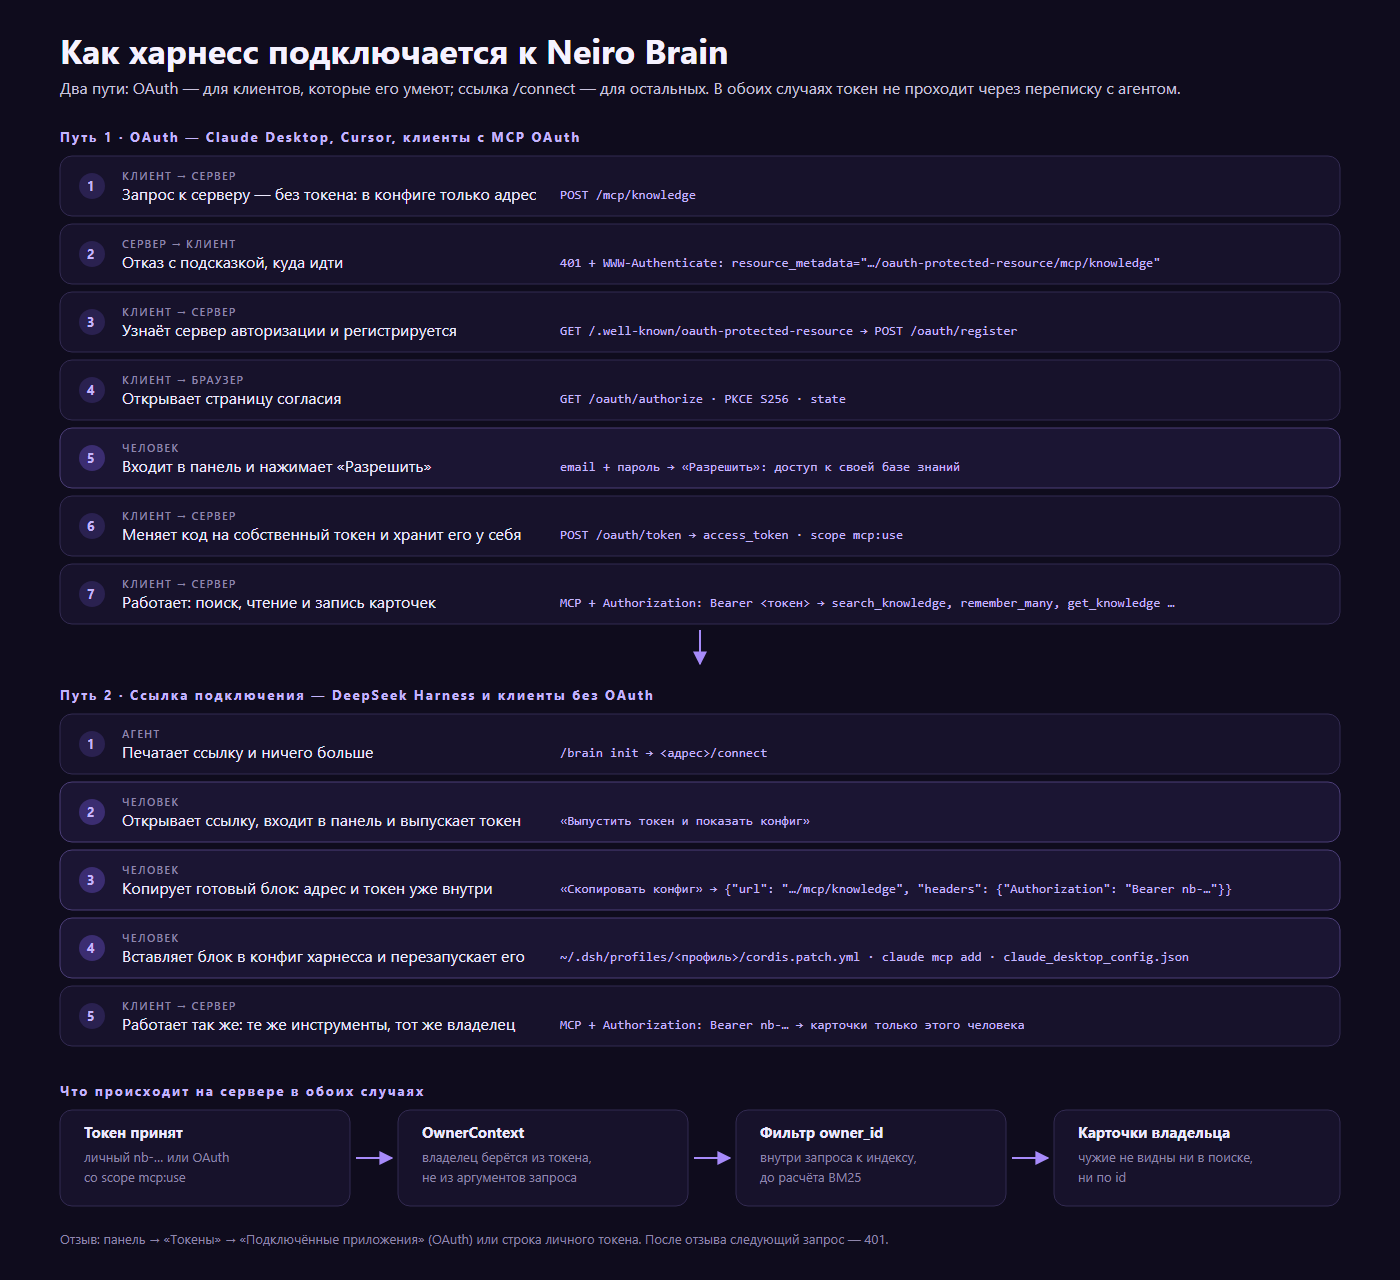 Как харнесс подключается к Neiro Brain
Два пути: OAuth — для клиентов, которые его умеют; ссылка /connect — для остальных. В обоих случаях токен не проходит через переписку с агентом.
Путь 1 · OAuth — Claude Desktop, Cursor, клиенты с MCP OAuth
1
КЛИЕНТ → СЕРВЕР
Запрос к серверу — без токена: в конфиге только адрес
POST /mcp/knowledge
2
СЕРВЕР → КЛИЕНТ
Отказ с подсказкой, куда идти
401 + WWW-Authenticate: resource_metadata="…/oauth-protected-resource/mcp/knowledge"
3
КЛИЕНТ → СЕРВЕР
Узнаёт сервер авторизации и регистрируется
GET /.well-known/oauth-protected-resource → POST /oauth/register
4
КЛИЕНТ → БРАУЗЕР
Открывает страницу согласия
GET /oauth/authorize · PKCE S256 · state
5
ЧЕЛОВЕК
Входит в панель и нажимает «Разрешить»
email + пароль → «Разрешить»: доступ к своей базе знаний
6
КЛИЕНТ → СЕРВЕР
Меняет код на собственный токен и хранит его у себя
POST /oauth/token → access_token · scope mcp:use
7
КЛИЕНТ → СЕРВЕР
Работает: поиск, чтение и запись карточек
MCP + Authorization: Bearer <токен> → search_knowledge, remember_many, get_knowledge …
Путь 2 · Ссылка подключения — DeepSeek Harness и клиенты без OAuth
1
АГЕНТ
Печатает ссылку и ничего больше
/brain init → <адрес>/connect
2
ЧЕЛОВЕК
Открывает ссылку, входит в панель и выпускает токен
«Выпустить токен и показать конфиг»
3
ЧЕЛОВЕК
Копирует готовый блок: адрес и токен уже внутри
«Скопировать конфиг» → {"url": "…/mcp/knowledge", "headers": {"Authorization": "Bearer nb-…"}}
4
ЧЕЛОВЕК
Вставляет блок в конфиг харнесса и перезапускает его
~/.dsh/profiles/<профиль>/cordis.patch.yml · claude mcp add · claude_desktop_config.json
5
КЛИЕНТ → СЕРВЕР
Работает так же: те же инструменты, тот же владелец
MCP + Authorization: Bearer nb-… → карточки только этого человека
Что происходит на сервере в обоих случаях
Токен принят
личный nb-… или OAuth
со scope mcp:use
OwnerContext
владелец берётся из токена,
не из аргументов запроса
Фильтр owner_id
внутри запроса к индексу,
до расчёта BM25
Карточки владельца
чужие не видны ни в поиске,
ни по id
Отзыв: панель → «Токены» → «Подключённые приложения» (OAuth) или строка личного токена. После отзыва следующий запрос — 401.